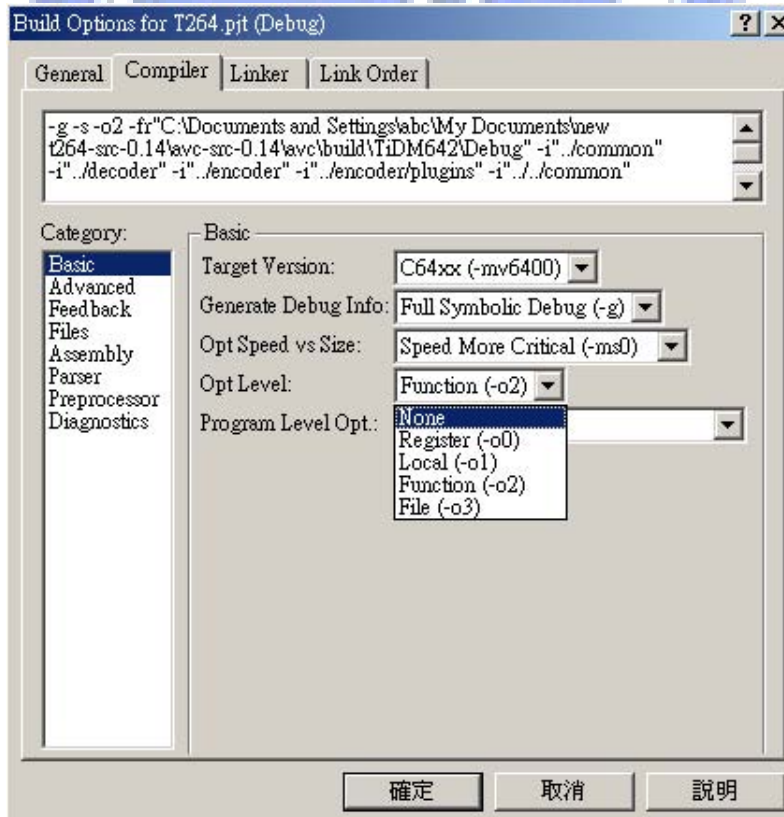 Build Options for T264.pjt (Debug)
General Compiler Linker Link Order
-g -s -o2 -fr"C:\Documents and Settings\abc\My Documents\new
t264-src-0.14\avc-src-0.14\avc\build\TiDM642\Debug" -i"../common"
-i"../decoder" -i"../encoder" -i"../encoder/plugins" -i"../../common"
Category:
Basic
Advanced
Feedback
Files
Assembly
Parser
Preprocessor
Diagnostics
Basic
Target Version: C64xx (-mv6400)
Generate Debug Info: Full Symbolic Debug (-g)
Opt Speed vs Size: Speed More Critical (-ms0)
Opt Level: Function (-o2)
Program Level Opt.:
None
Register (-o0)
Local (-o1)
Function (-o2)
File (-o3)
確定 取消 說明